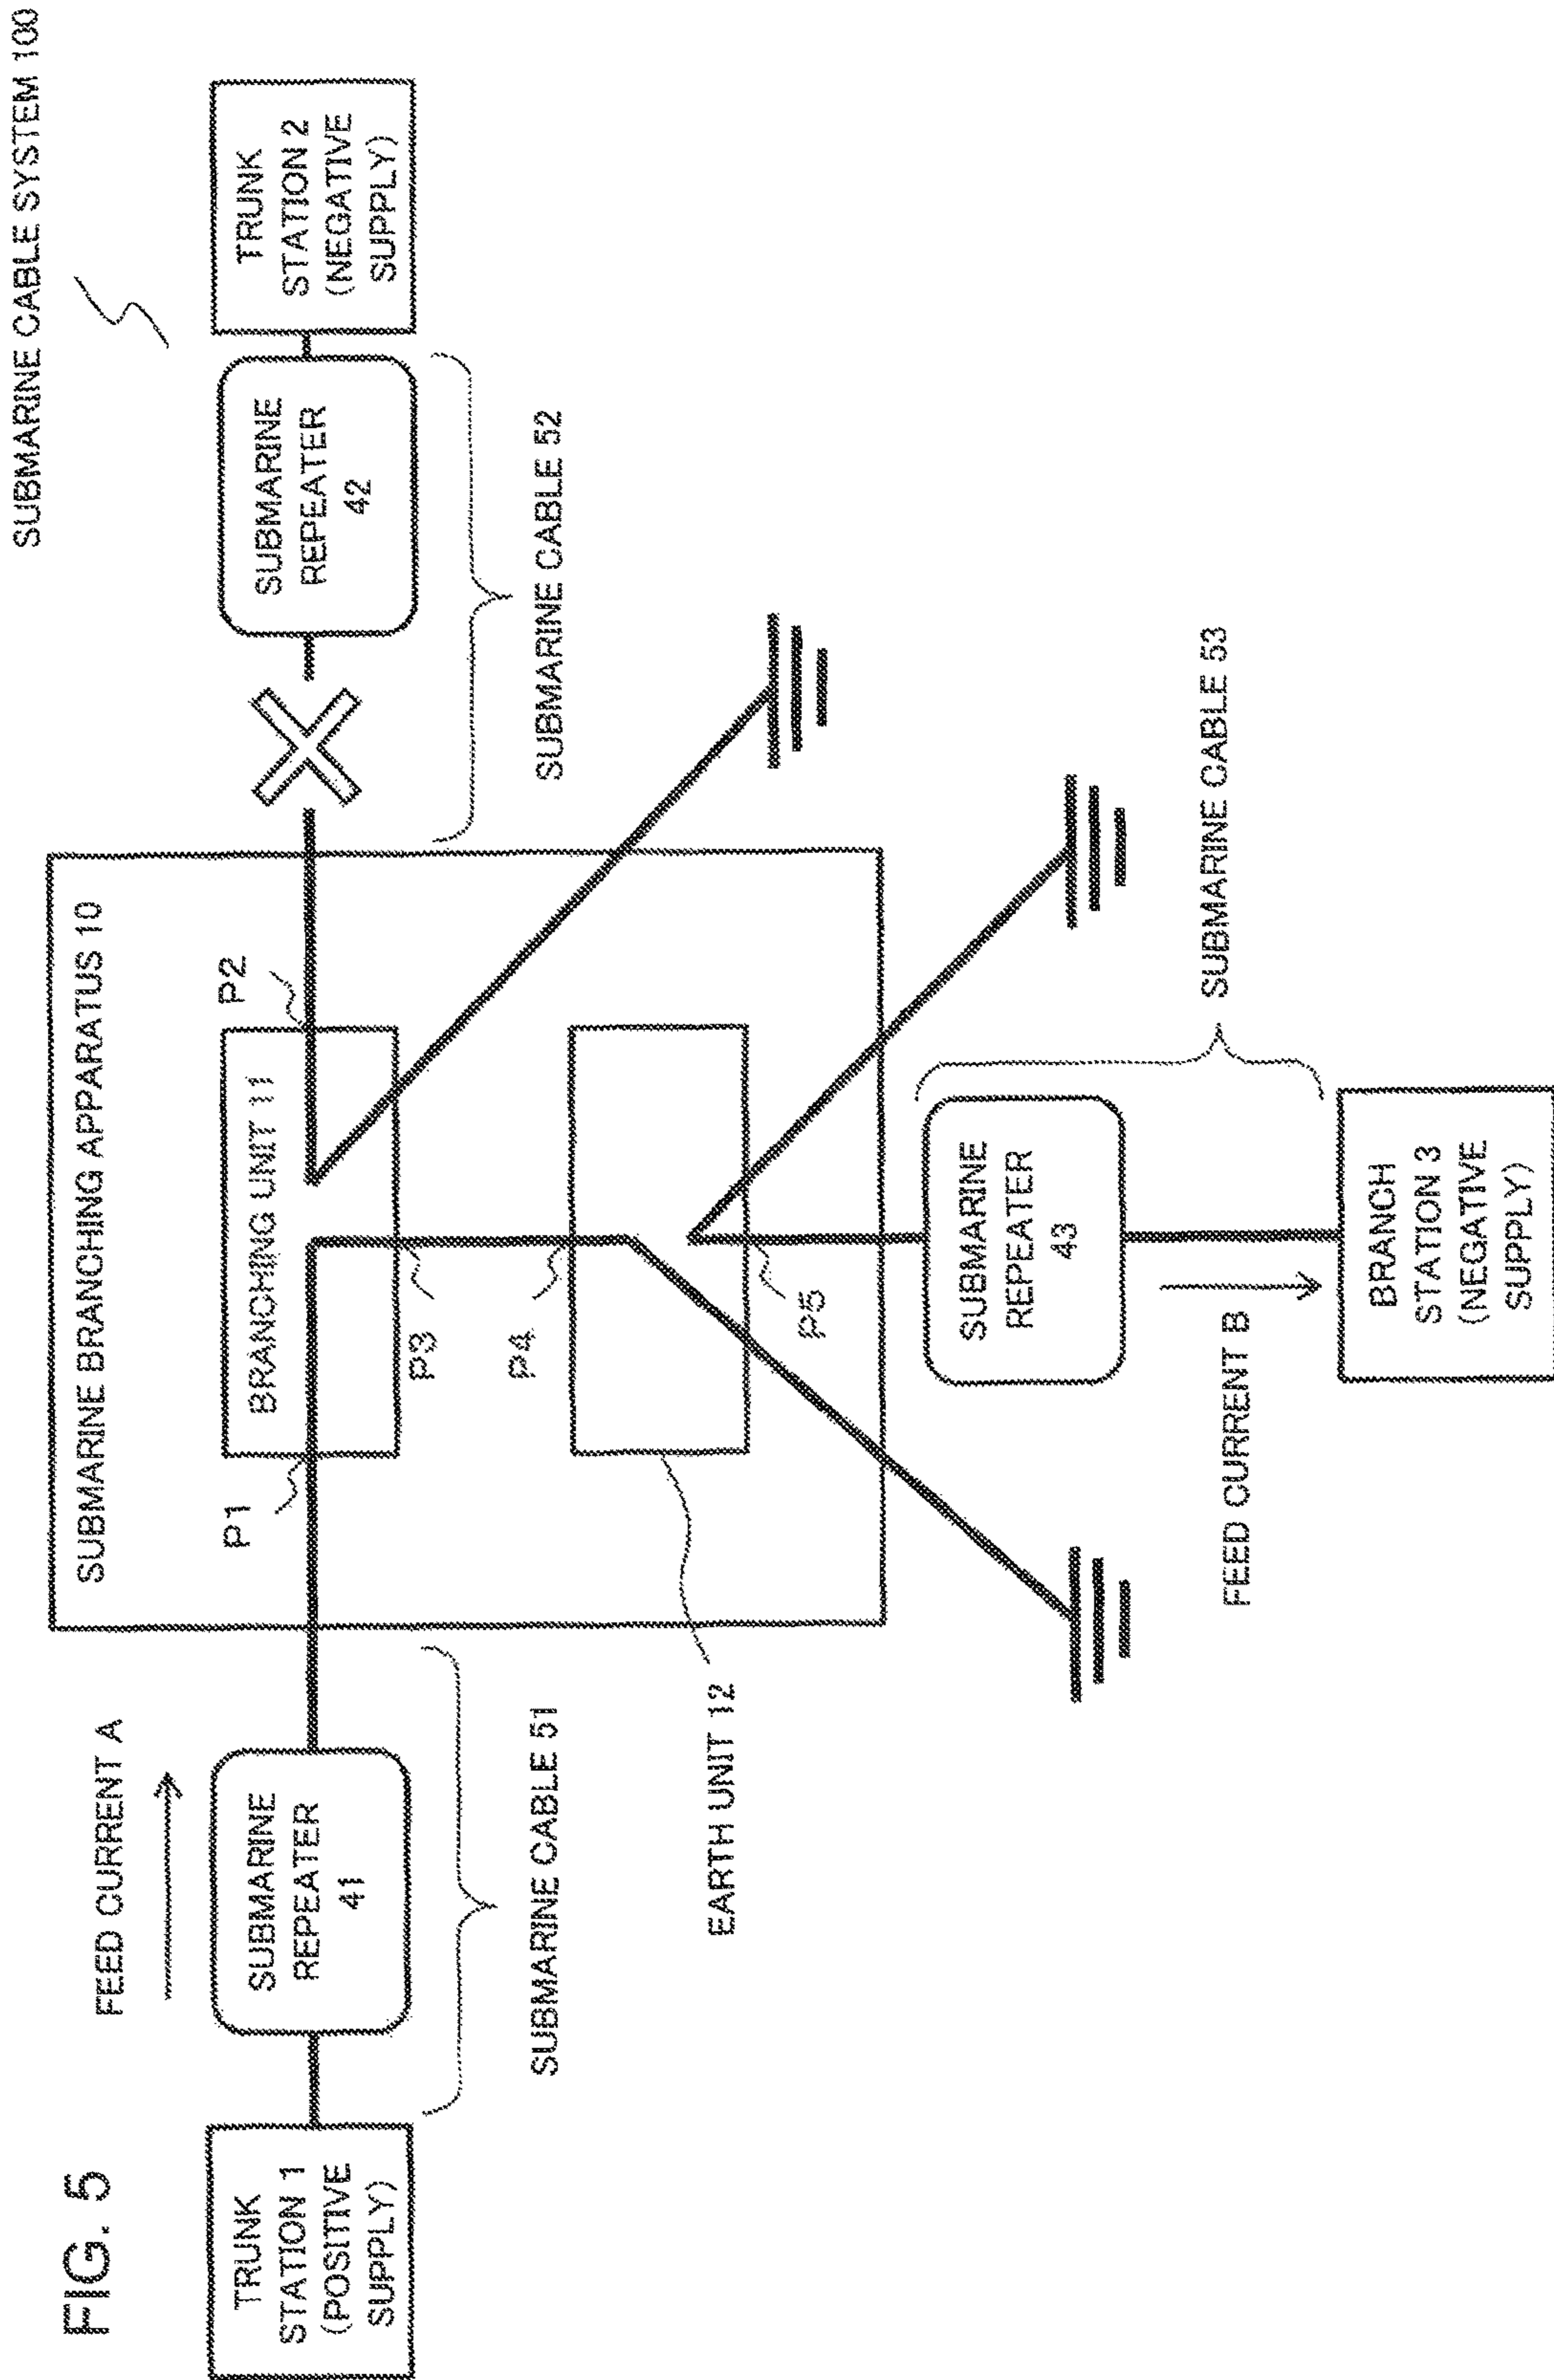 FIG. 5
SUBMARINE CABLE SYSTEM 100
FEED CURRENT A
TRUNK
STATION 1
(POSITIVE
SUPPLY)
SUBMARINE
REPEATER
41
SUBMARINE CABLE 51
SUBMARINE BRANCHING APPARATUS 10
P1
BRANCHING UNIT 11
P2
P3
P4
EARTH UNIT 12
P5
SUBMARINE
REPEATER
42
TRUNK
STATION 2
(NEGATIVE
SUPPLY)
SUBMARINE CABLE 52
SUBMARINE
REPEATER
43
SUBMARINE CABLE 53
FEED CURRENT B
BRANCH
STATION 3
(NEGATIVE
SUPPLY)